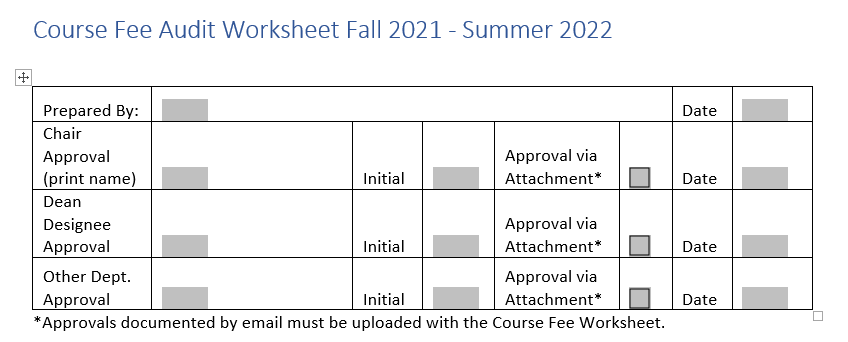 Course Fee Audit Worksheet Fall 2021 - Summer 2022
Prepared By: Date
Chair
Approval
(print name) Initial Approval via Attachment* Date
Dean
Designee
Approval Initial Approval via Attachment* Date
Other Dept.
Approval Initial Approval via Attachment* Date
*Approvals documented by email must be uploaded with the Course Fee Worksheet.